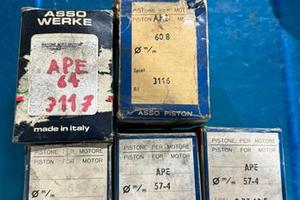 ASSO
WERKE
APE
64
3117
made in italy
APE
60.8
Ø m/m
3116
ASSO PISTON
PISTONE PER MOTORE
PISTON FOR MOTOR
Ø m/m
PISTONE PER MOTORE
PISTON FOR MOTOR
APE
Ø m/m 57-4
PISTONE PER MOTORE
PISTON FOR MOTOR
APE
Ø m/m 57-4